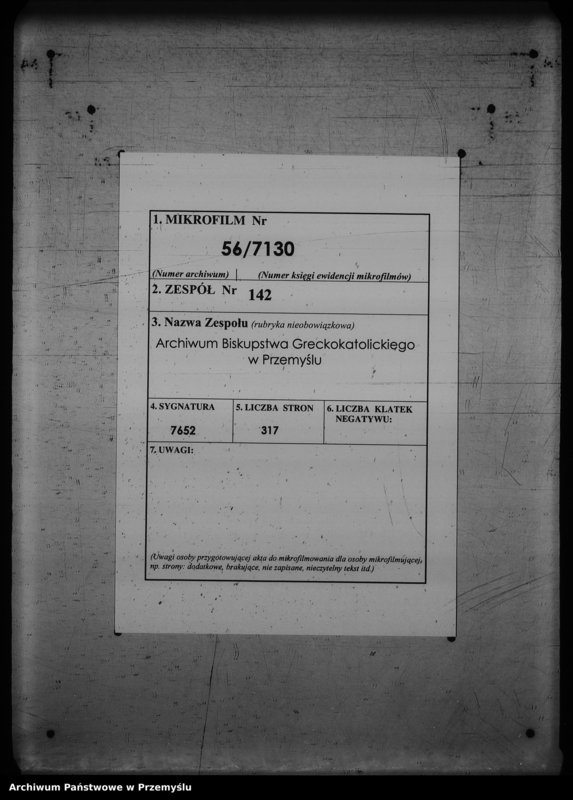 1. MIKROFILM Nr
56/7130
(Numer archiwum) (Numer księgi ewidencji mikrofilmów)
2. ZESPÓŁ Nr 142
3. Nazwa Zespołu (rubryka nieobowiązkowa)
Archiwum Biskupstwa Greckokatolickiego
w Przemyślu
4. SYGNATURA
7652
5. LICZBA STRON
317
6. LICZBA KLATEK
NEGATYWU:
7. UWAGI:
(Uwagi osoby przygotowującej akta do mikrofilmowania dla osoby mikrofilmującej,
np. strony: dodatkowe, brakujące, nie zapisane, nieczytelny tekst itd.)
Archiwum Państwowe w Przemyślu